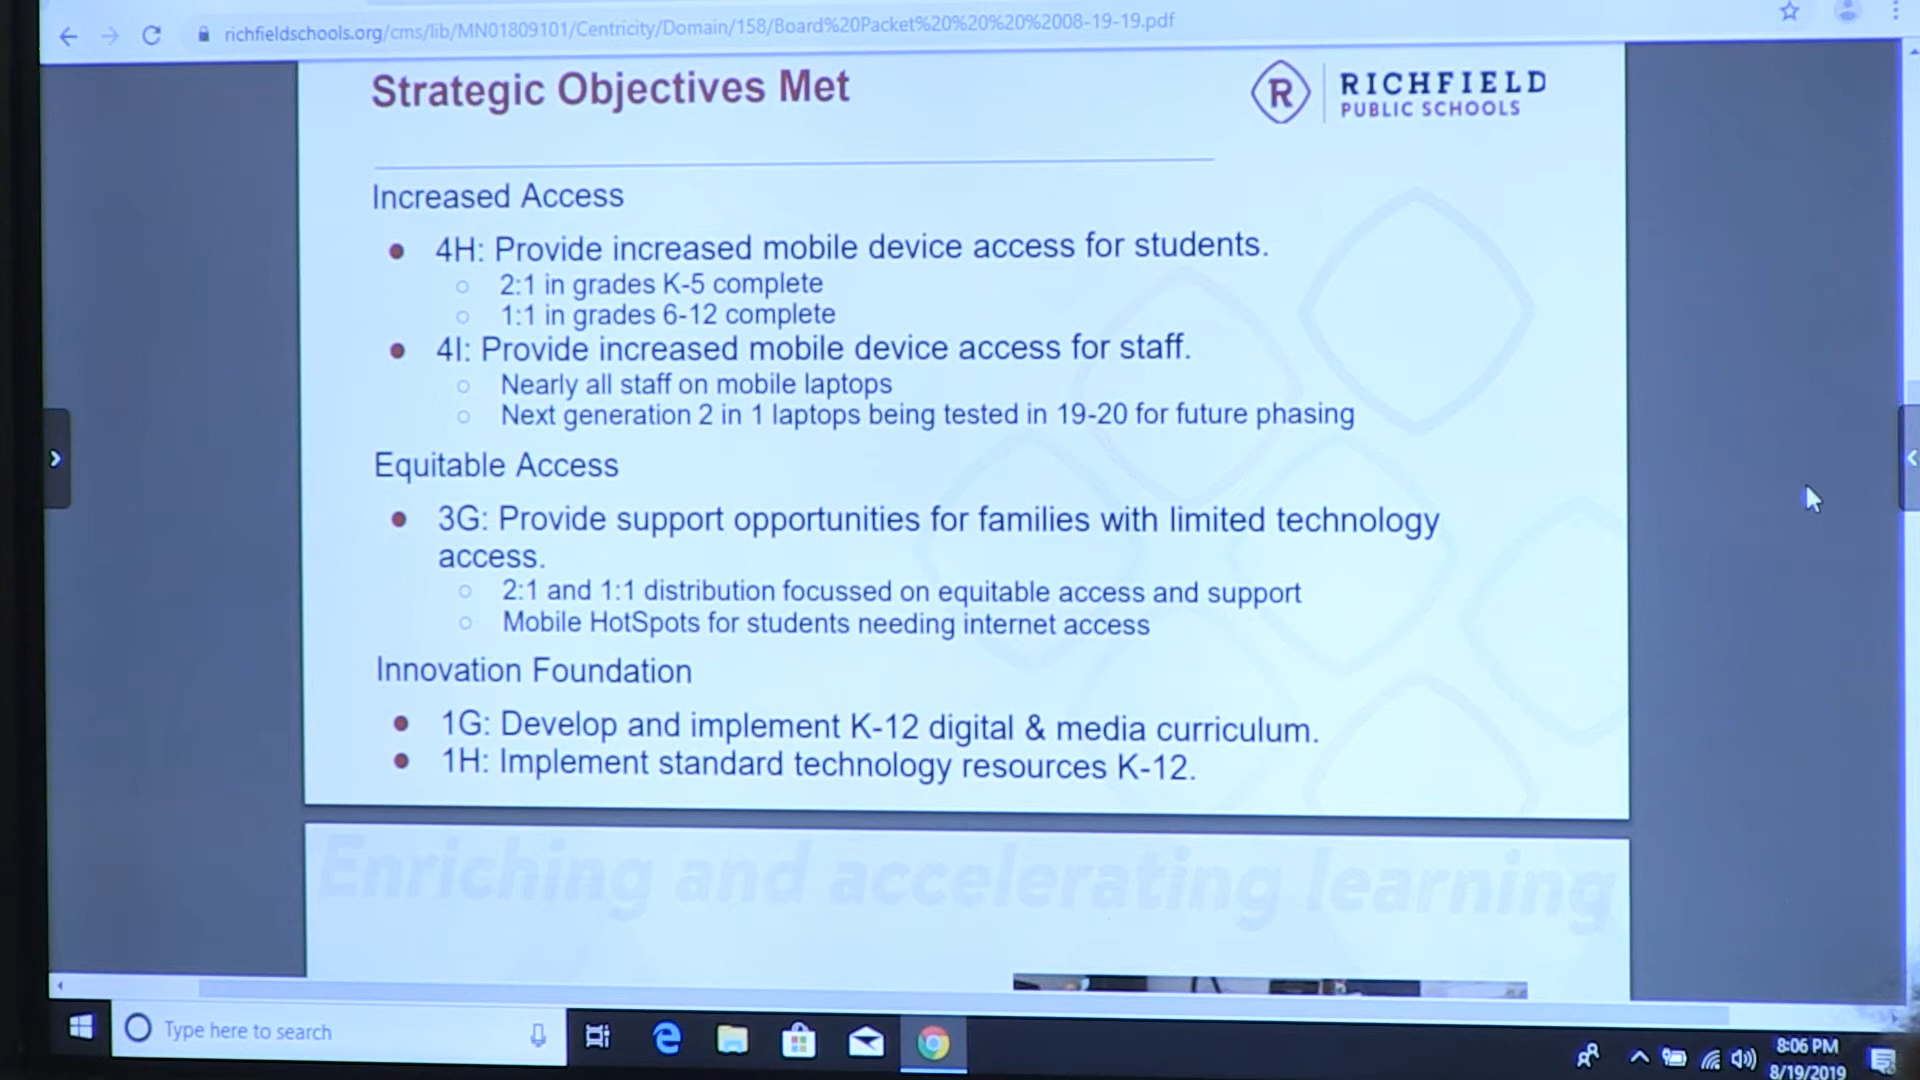 richfieldschools.org/cms/lib/MN01809101/Centricity/Domain/158/Board%20Packet%20%20%20%2008-19-19.pdf
Strategic Objectives Met
R
RICHFIELD
PUBLIC SCHOOLS
Increased Access
4H: Provide increased mobile device access for students.
2:1 in grades K-5 complete
1:1 in grades 6-12 complete
4I: Provide increased mobile device access for staff.
Nearly all staff on mobile laptops
Next generation 2 in 1 laptops being tested in 19-20 for future phasing
Equitable Access
3G: Provide support opportunities for families with limited technology
access.
2:1 and 1:1 distribution focussed on equitable access and support
Mobile HotSpots for students needing internet access
Innovation Foundation
1G: Develop and implement K-12 digital & media curriculum.
1H: Implement standard technology resources K-12.
Enriching and accelerating learning
Type here to search
8:06 PM
8/19/2019